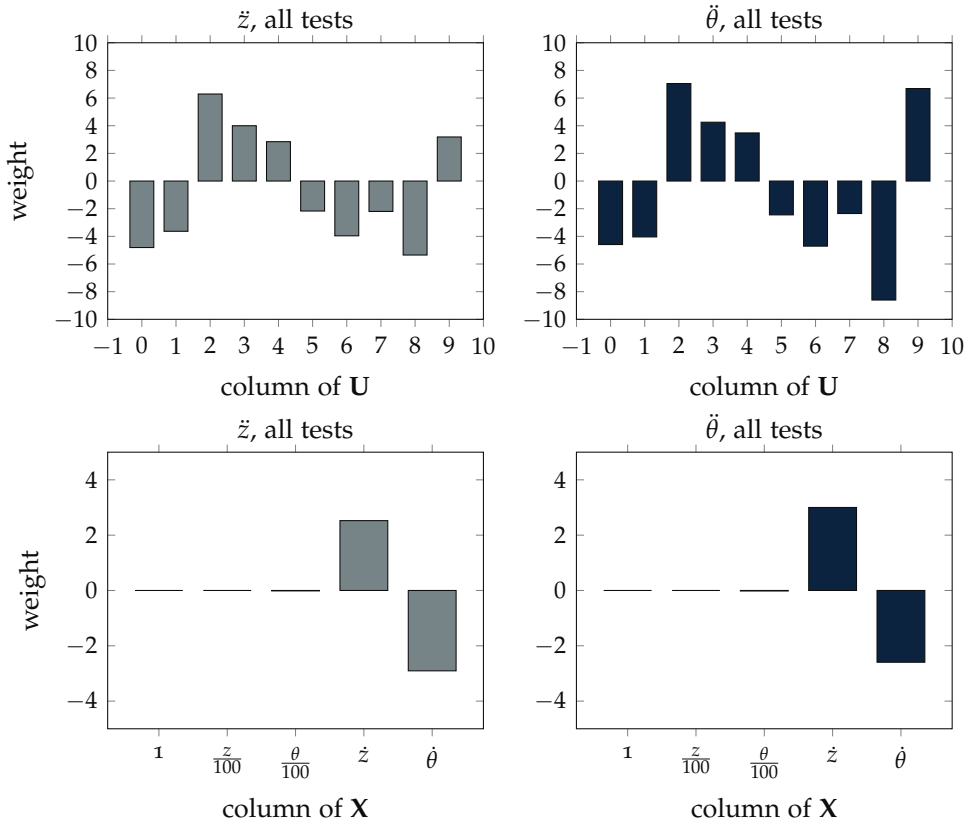 z̈, all tests
10
8
6
4
2
0
−2
−4
−6
−8
−10
weight
−1 0 1 2 3 4 5 6 7 8 9 10
column of U
θ̈, all tests
10
8
6
4
2
0
−2
−4
−6
−8
−10
−1 0 1 2 3 4 5 6 7 8 9 10
column of U
z̈, all tests
4
2
0
−2
−4
weight
1 z/100 θ/100 ż θ̇
column of X
θ̈, all tests
4
2
0
−2
−4
1 z/100 θ/100 ż θ̇
column of X